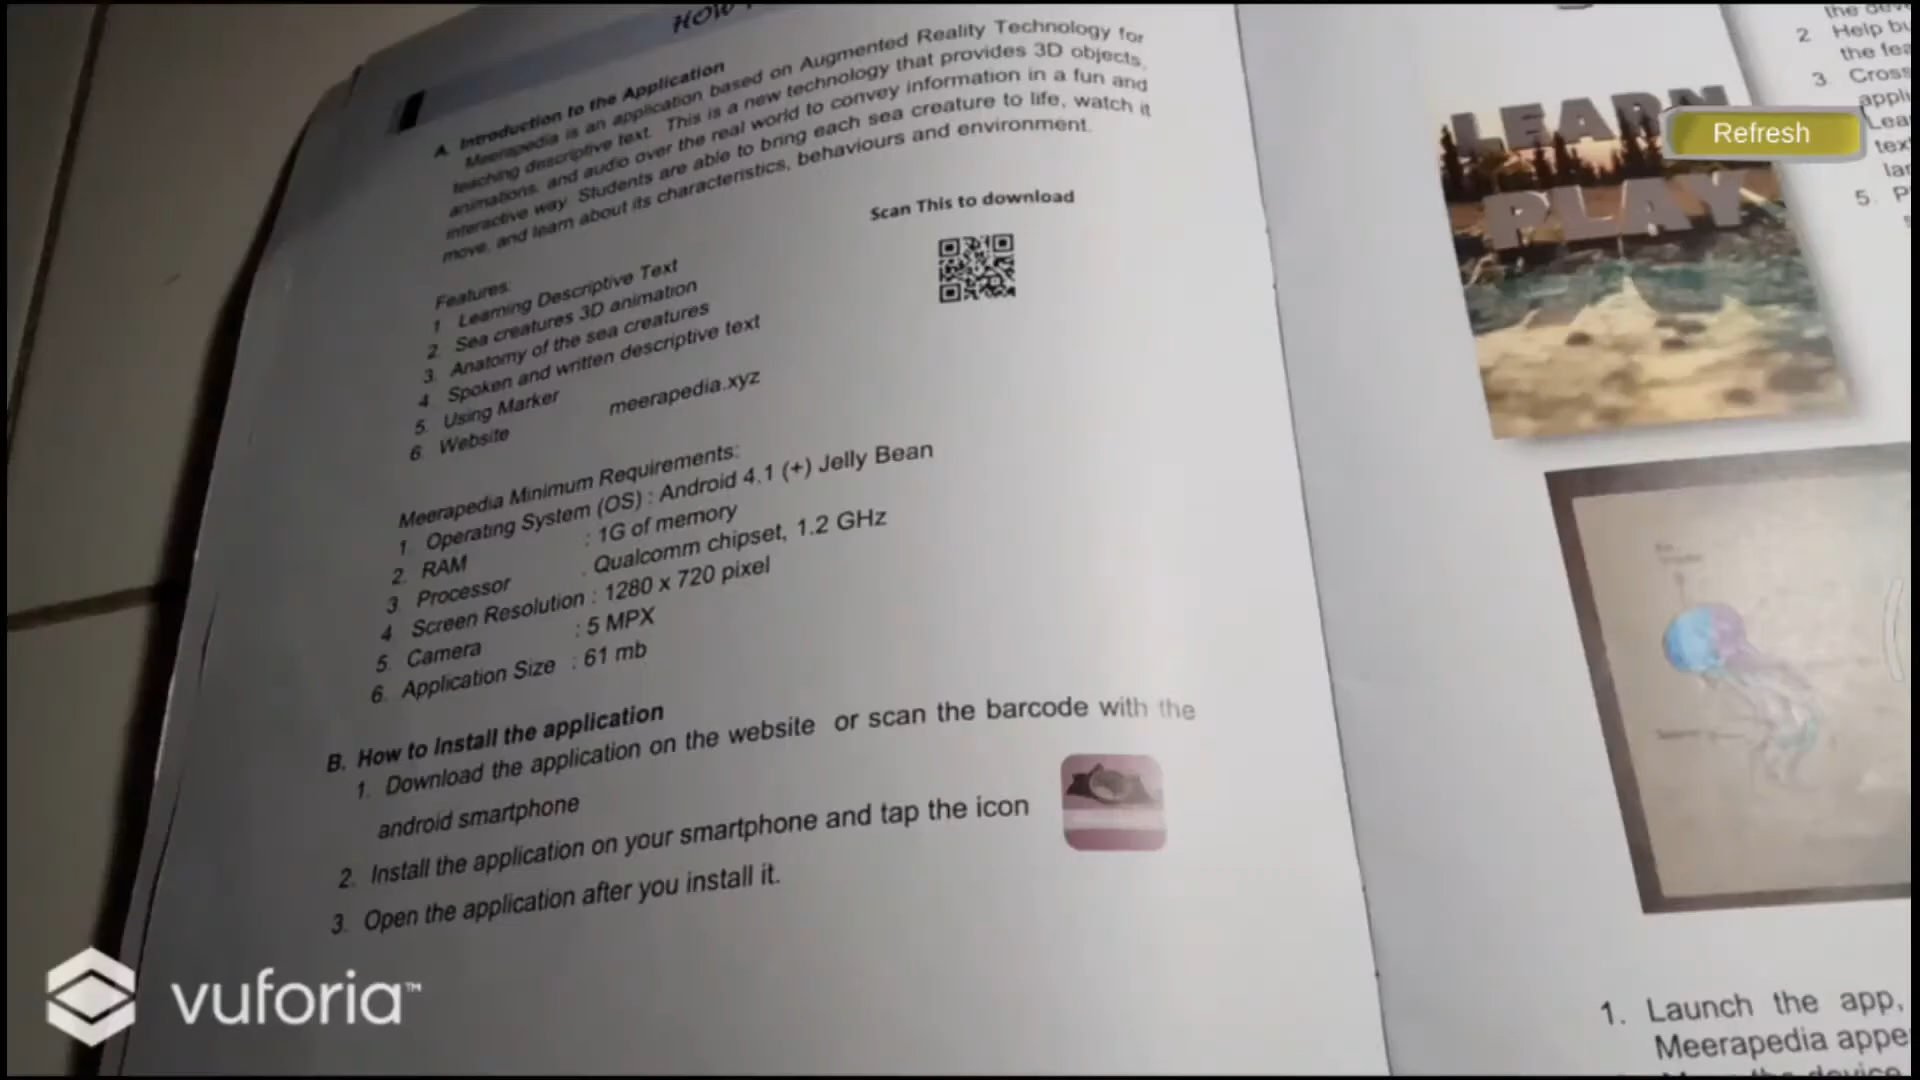 HOW
A. Introduction to the Application
Meerapedia is an application based on Augmented Reality Technology for
teaching descriptive text. This is a new technology that provides 3D objects,
animations, and audio over the real world to convey information in a fun and
interactive way. Students are able to bring each sea creature to life, watch it
move, and learn about its characteristics, behaviours and environment.
Scan This to download
Features:
1. Learning Descriptive Text
2. Sea creatures 3D animation
3. Anatomy of the sea creatures
4. Spoken and written descriptive text
5. Using Marker
6. Website meerapedia.xyz
Meerapedia Minimum Requirements:
1. Operating System (OS) : Android 4.1 (+) Jelly Bean
2. RAM : 1G of memory
3. Processor : Qualcomm chipset, 1.2 GHz
4. Screen Resolution : 1280 x 720 pixel
5. Camera : 5 MPX
6. Application Size : 61 mb
B. How to Install the application
1. Download the application on the website or scan the barcode with the
android smartphone
2. Install the application on your smartphone and tap the icon
3. Open the application after you install it.
vuforia™
LEARN
PLAY
Refresh
2. Help
the
3. Cross
5.
1. Launch the app,
Meerapedia
the device